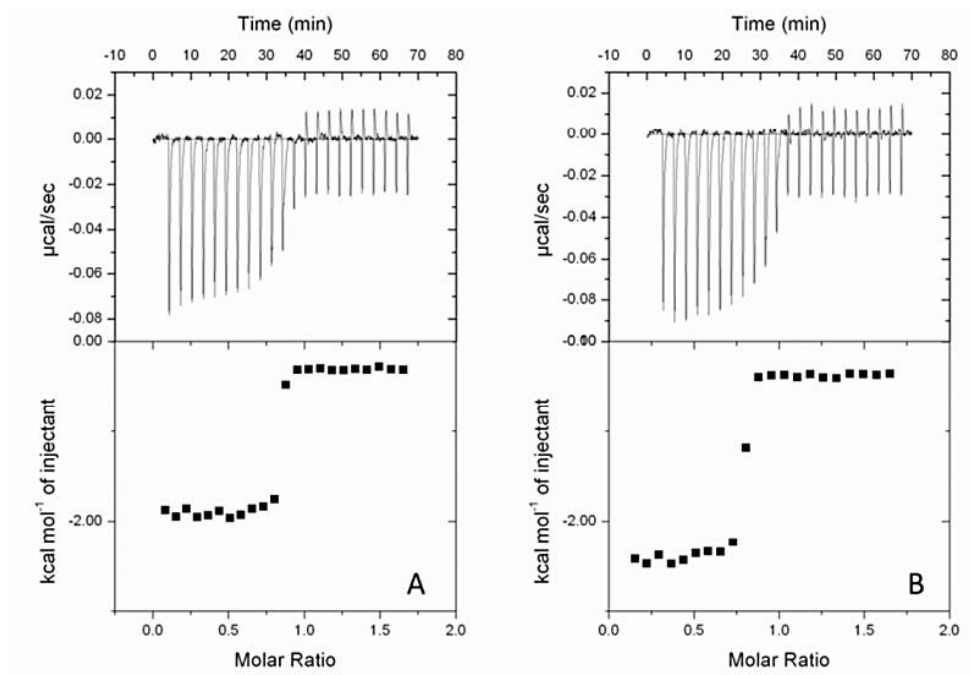 Time (min)
-10 0 10 20 30 40 50 60 70 80
0.02
0.00
-0.02
-0.04
-0.06
-0.08
0.00
µcal/sec
-2.00
kcal mol⁻¹ of injectant
A
0.0 0.5 1.0 1.5 2.0
Molar Ratio
Time (min)
-10 0 10 20 30 40 50 60 70 80
0.02
0.00
-0.02
-0.04
-0.06
-0.08
µcal/sec
-2.00
kcal mol⁻¹ of injectant
B
0.0 0.5 1.0 1.5 2.0
Molar Ratio